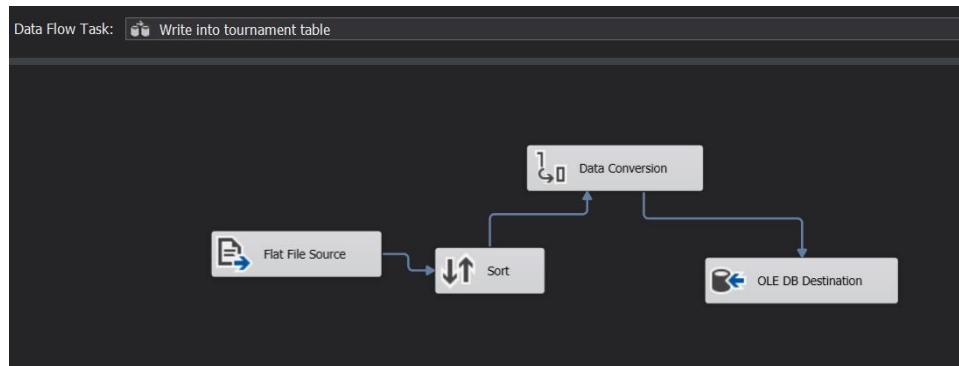 Data Flow Task: Write into tournament table
Data Conversion
Flat File Source
Sort
OLE DB Destination